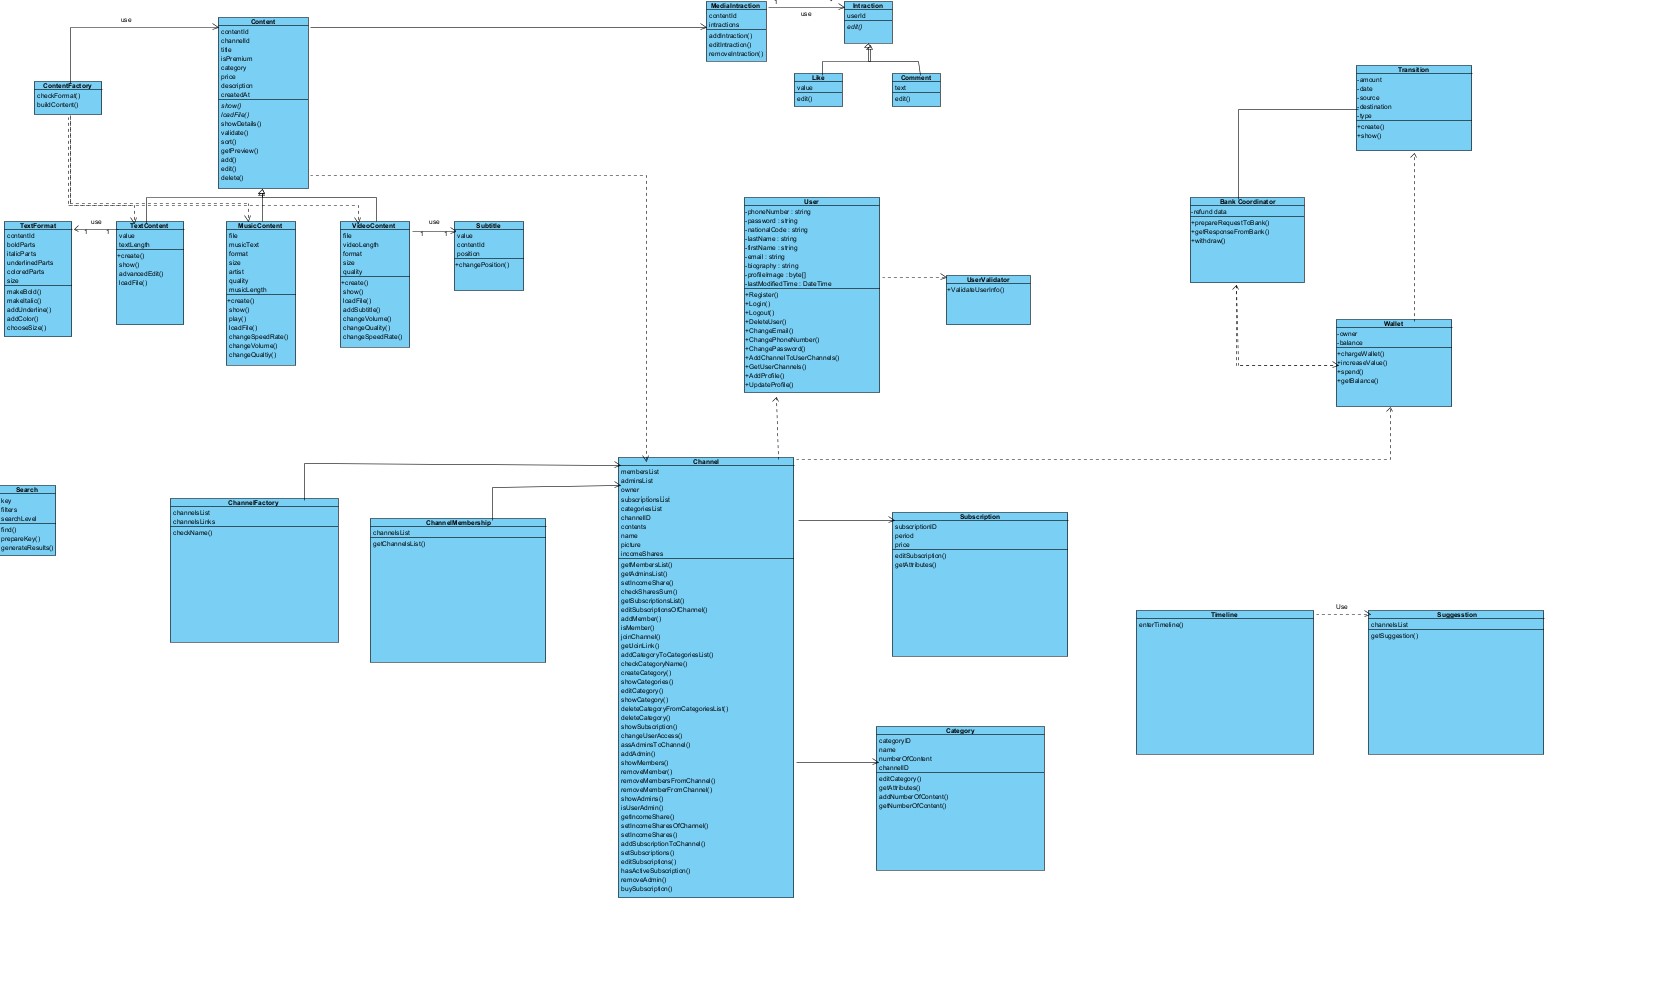 use
Content
contentId
channelId
title
isPremium
category
price
description
createdAt
show()
loadFile()
showDetails()
validate()
sort()
getPreview()
add()
edit()
delete()
ContentFactory
checkFormat()
buildContent()
MediaIntraction
contentId
intractions
addIntraction()
editIntraction()
removeIntraction()
1
use
Intraction
userId
edit()
Like
value
edit()
Comment
text
edit()
Transition
-amount
-date
-source
-destination
-type
+create()
+show()
TextFormat
contentId
boldParts
italicParts
underlinedParts
coloredParts
size
makeBold()
makeItalic()
addUnderline()
addColor()
chooseSize()
use
1
1
TextContent
value
textLength
+create()
show()
advancedEdit()
loadFile()
MusicContent
file
musicText
format
size
artist
quality
musicLength
+create()
show()
play()
loadFile()
changeSpeedRate()
changeVolume()
changeQualtiy()
VideoContent
file
videoLength
format
size
quality
+create()
show()
loadFile()
addSubtitle()
changeVolume()
changeQuality()
changeSpeedRate()
use
1
1
Subtitle
value
contentId
position
+changePosition()
User
-phoneNumber : string
-password : string
-nationalCode : string
-lastName : string
-firstName : string
-email : string
-biography : string
-profileImage : byte[]
-lastModifiedTime : DateTime
+Register()
+Login()
+Logout()
+DeleteUser()
+ChangeEmail()
+ChangePhoneNumber()
+ChangePassword()
+AddChannelToUserChannels()
+GetUserChannels()
+AddProfile()
+UpdateProfile()
UserValidator
+ValidateUserInfo()
Bank Coordinator
-refund data
+prepareRequestToBank()
+getResponseFromBank()
+withdraw()
Wallet
-owner
-balance
+chargeWallet()
+increaseValue()
+spend()
+getBalance()
Search
key
filters
searchLevel
find()
prepareKey()
generateResults()
ChannelFactory
channelsList
channelsLinks
checkName()
ChannelMembership
channelsList
getChannelsList()
Channel
membersList
adminsList
owner
subscriptionsList
categoriesList
channelID
contents
name
picture
incomeShares
getMembersList()
getAdminsList()
setIncomeShare()
checkSharesSum()
getSubscriptionsList()
editSubscriptionsOfChannel()
addMember()
isMember()
joinChannel()
getJoinLink()
addCategoryToCategoriesList()
checkCategoryName()
createCategory()
showCategories()
editCategory()
showCategory()
deleteCategoryFromCategoriesList()
deleteCategory()
showSubscription()
changeUserAccess()
assAdminsToChannel()
addAdmin()
showMembers()
removeMember()
removeMembersFromChannel()
removeMemberFromChannel()
showAdmins()
isUserAdmin()
getIncomeShare()
setIncomeSharesOfChannel()
setIncomeShares()
addSubscriptionToChannel()
setSubscriptions()
editSubscriptions()
hasActiveSubscription()
removeAdmin()
buySubscription()
Subscription
subscriptionID
period
price
editSubscription()
getAttributes()
Category
categoryID
name
numberOfContent
channelID
editCategory()
getAttributes()
addNumberOfContent()
getNumberOfContent()
Timeline
enterTimeline()
Use
Suggesstion
channelsList
getSuggestion()